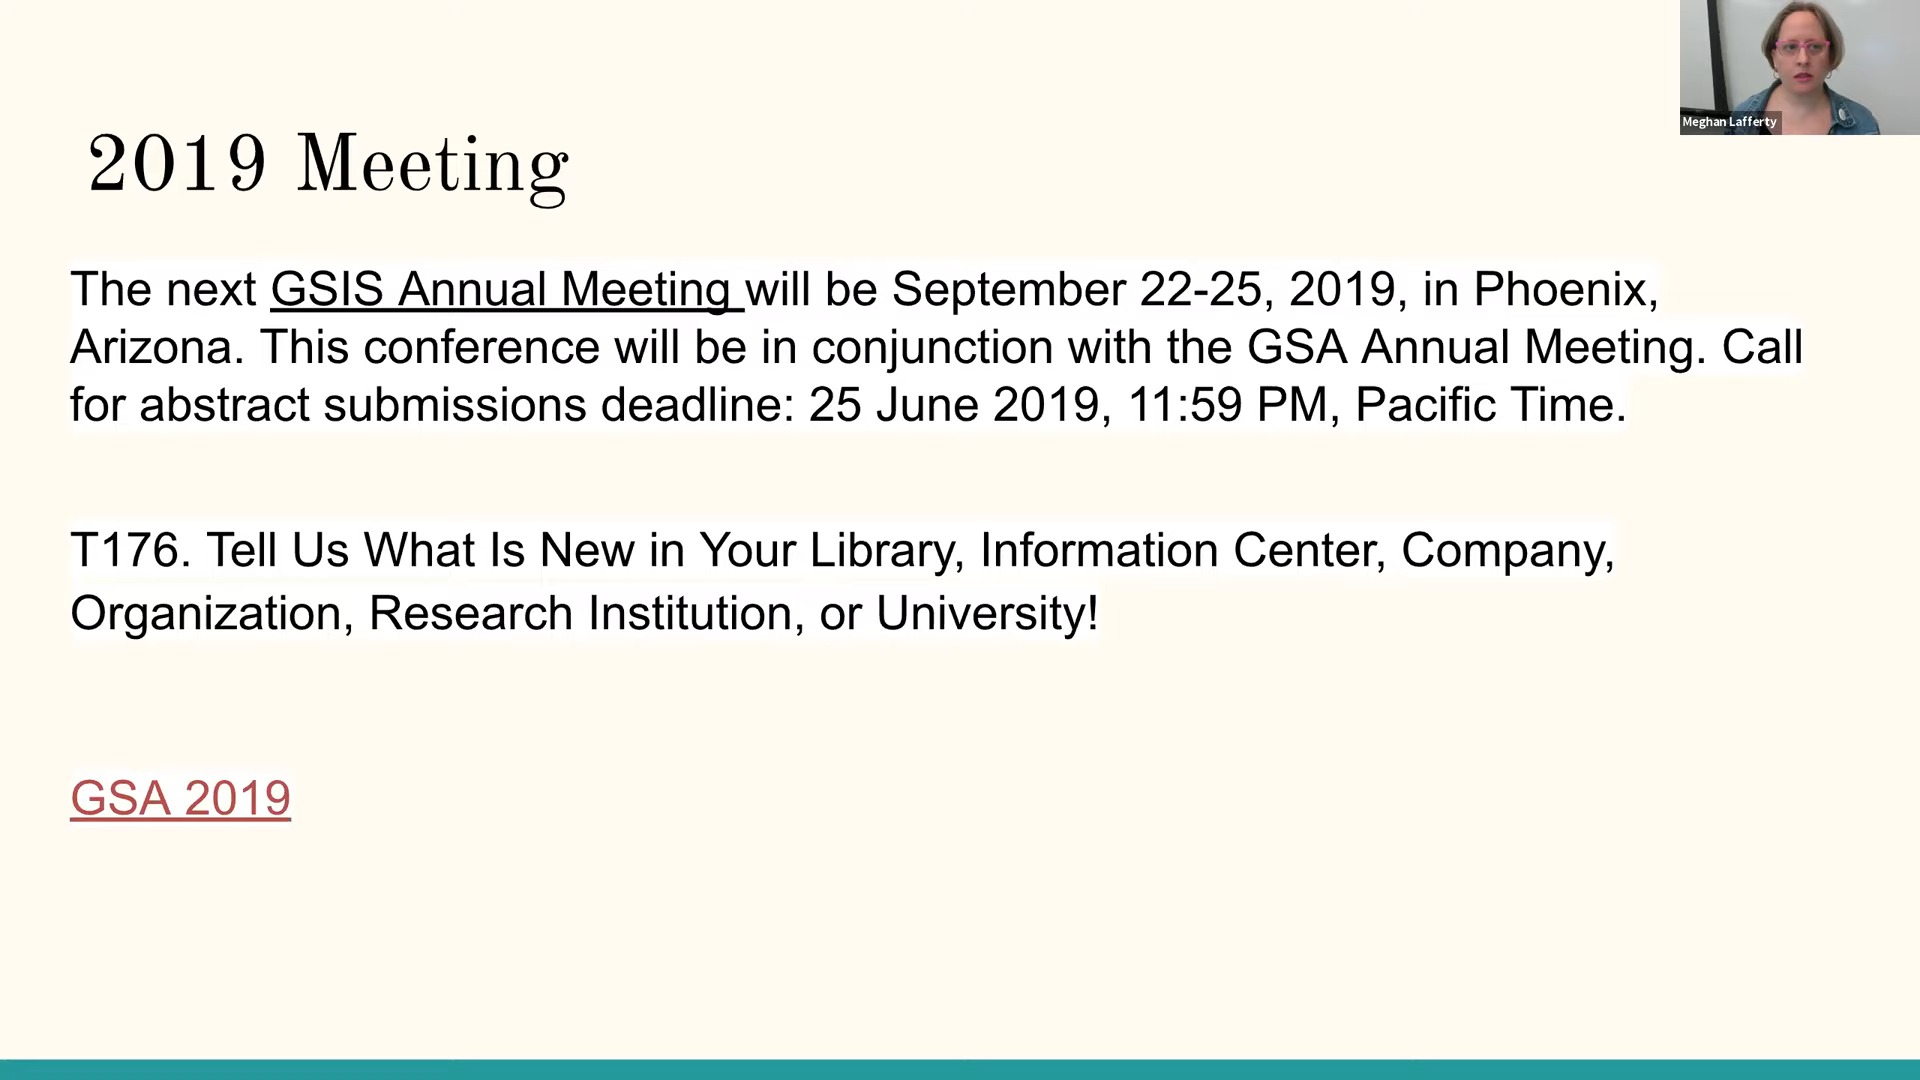 Meghan Lafferty
2019 Meeting
The next GSIS Annual Meeting will be September 22-25, 2019, in Phoenix,
Arizona. This conference will be in conjunction with the GSA Annual Meeting. Call
for abstract submissions deadline: 25 June 2019, 11:59 PM, Pacific Time.
T176. Tell Us What Is New in Your Library, Information Center, Company,
Organization, Research Institution, or University!
GSA 2019